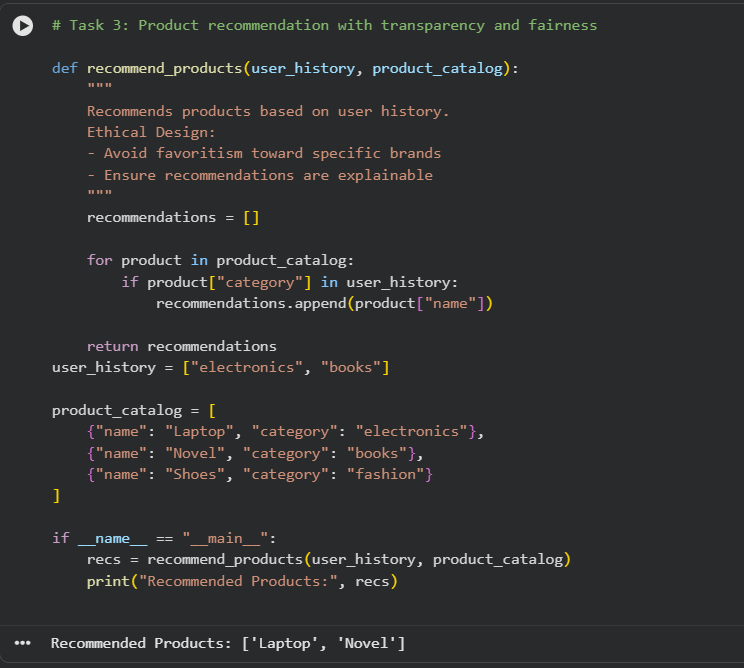 # Task 3: Product recommendation with transparency and fairness

def recommend_products(user_history, product_catalog):
    """
    Recommends products based on user history.
    Ethical Design:
    - Avoid favoritism toward specific brands
    - Ensure recommendations are explainable
    """
    recommendations = []

    for product in product_catalog:
        if product["category"] in user_history:
            recommendations.append(product["name"])

    return recommendations
user_history = ["electronics", "books"]

product_catalog = [
    {"name": "Laptop", "category": "electronics"},
    {"name": "Novel", "category": "books"},
    {"name": "Shoes", "category": "fashion"}
]

if __name__ == "__main__":
    recs = recommend_products(user_history, product_catalog)
    print("Recommended Products:", recs)

Recommended Products: ['Laptop', 'Novel']